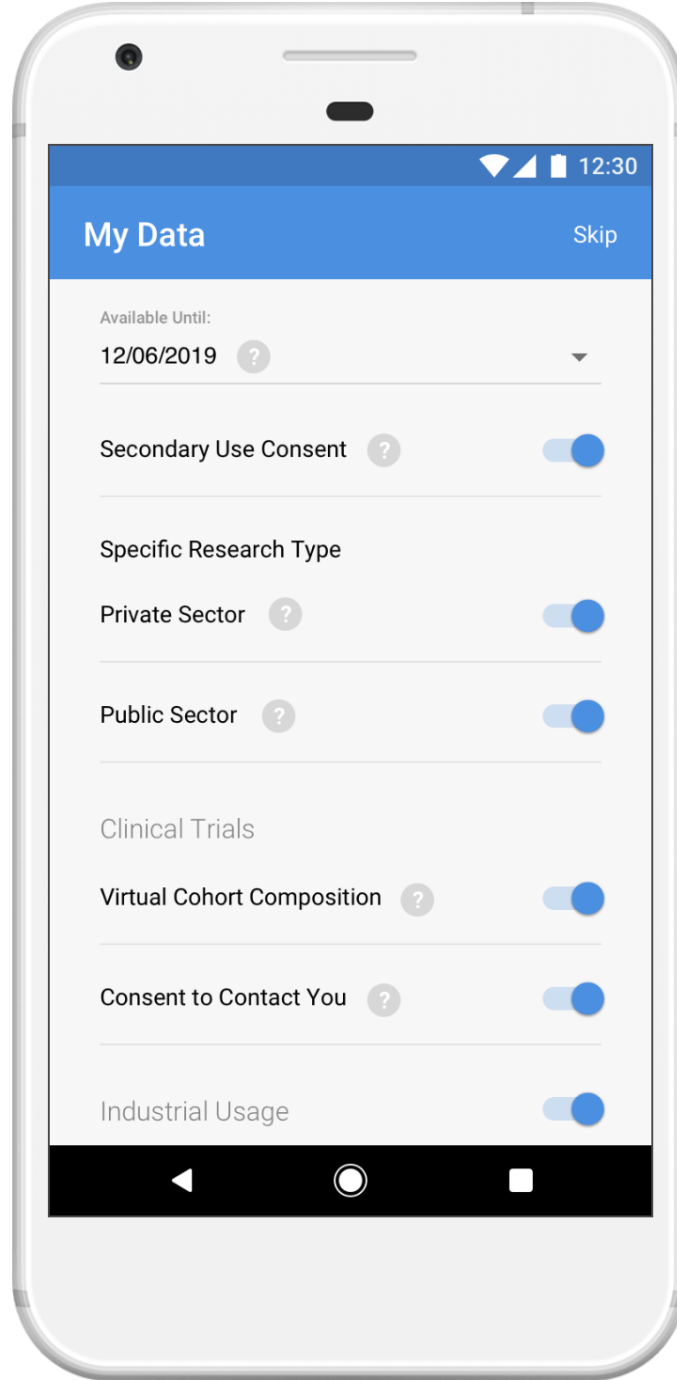 12:30
My Data
Skip
Available Until:
12/06/2019 ?
Secondary Use Consent ?
Specific Research Type
Private Sector ?
Public Sector ?
Clinical Trials
Virtual Cohort Composition ?
Consent to Contact You ?
Industrial Usage